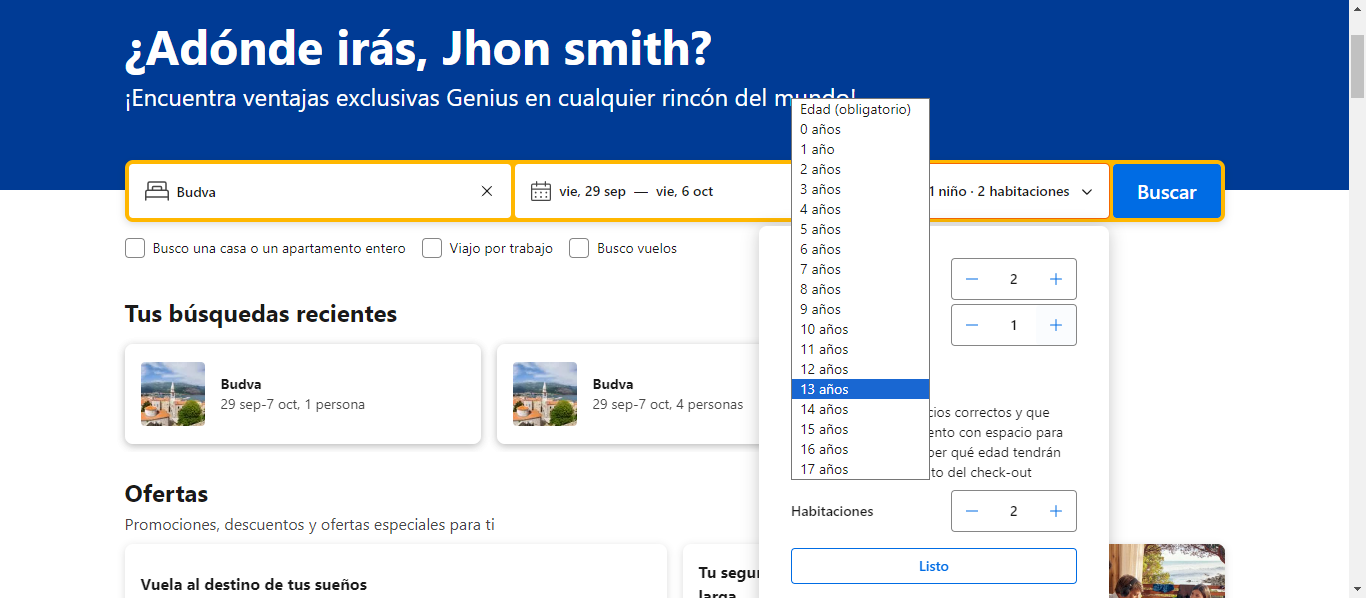 ¿Adónde irás, Jhon smith?
¡Encuentra ventajas exclusivas Genius en cualquier rincón del mundo!
Budva
vie, 29 sep — vie, 6 oct
1 niño · 2 habitaciones
Buscar
Busco una casa o un apartamento entero
Viajo por trabajo
Busco vuelos
Edad (obligatorio)
0 años
1 año
2 años
3 años
4 años
5 años
6 años
7 años
8 años
9 años
10 años
11 años
12 años
13 años
14 años
15 años
16 años
17 años
2
1
correctos y que
con espacio para
qué edad tendrán
del check-out
Habitaciones
2
Listo
Tus búsquedas recientes
Budva
29 sep-7 oct, 1 persona
Budva
29 sep-7 oct, 4 personas
Ofertas
Promociones, descuentos y ofertas especiales para ti
Vuela al destino de tus sueños
Tu
larga